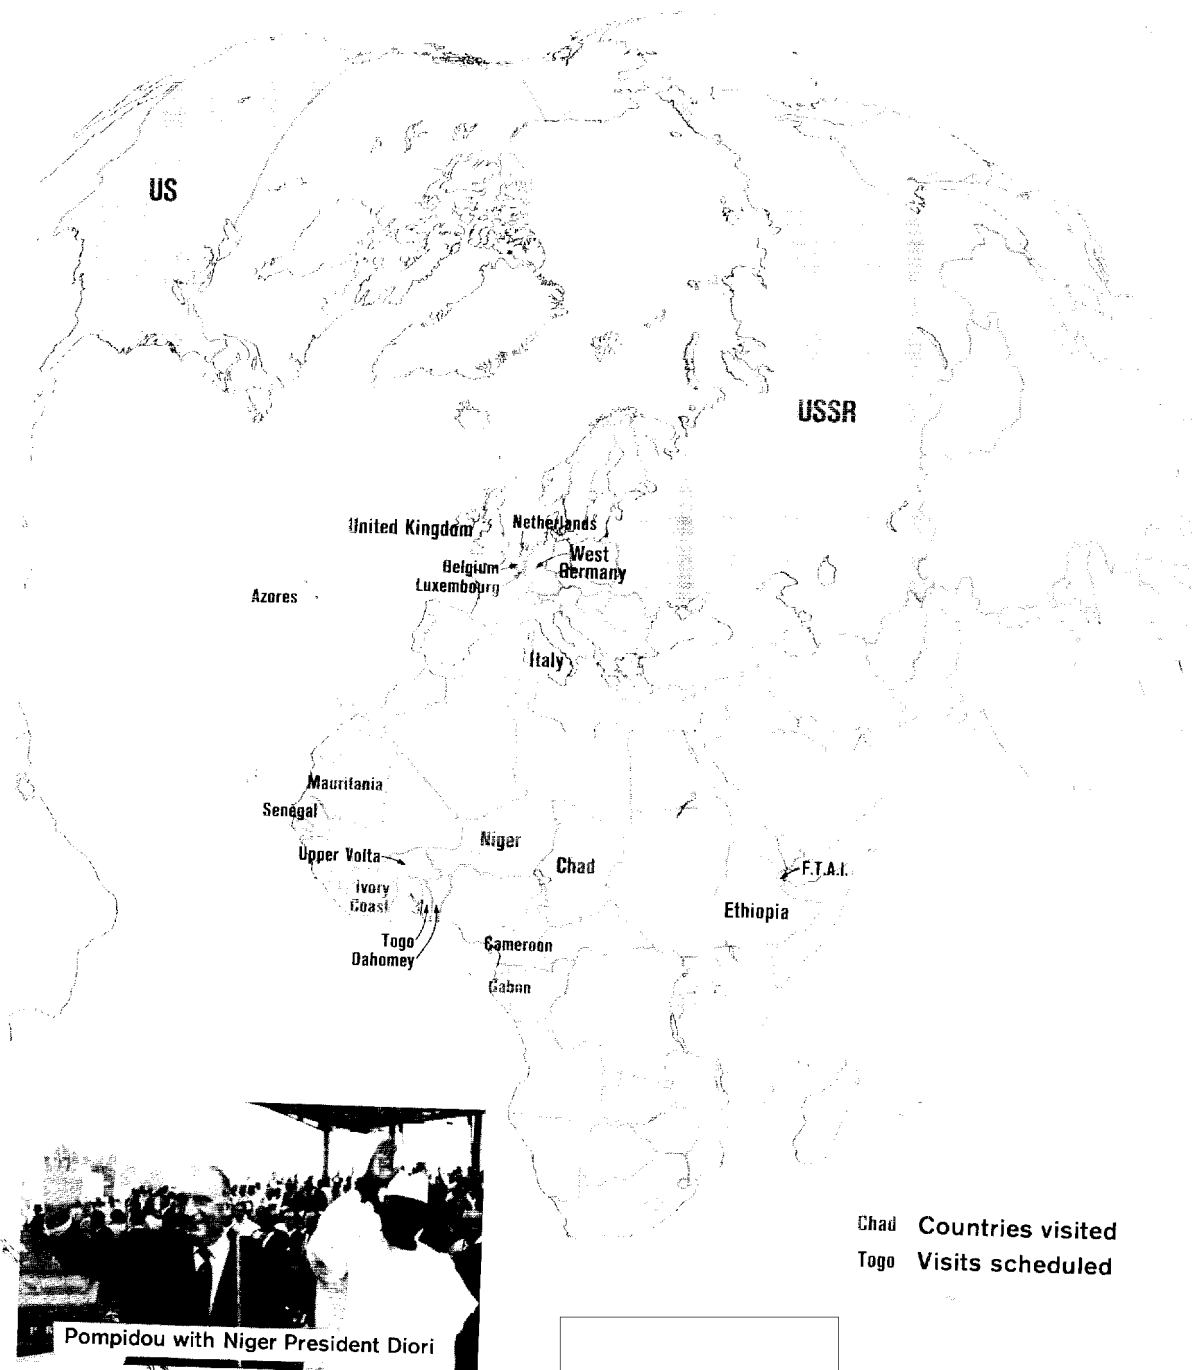 US
USSR
United Kingdom
Netherlands
West
Germany
Belgium
Luxembourg
Azores
Italy
Mauritania
Senegal
Niger
Upper Volta
Chad
F.T.A.I.
Ivory
Coast
Ethiopia
Togo
Dahomey
Cameroon
Gabon
Chad Countries visited
Togo Visits scheduled
Pompidou with Niger President Diori